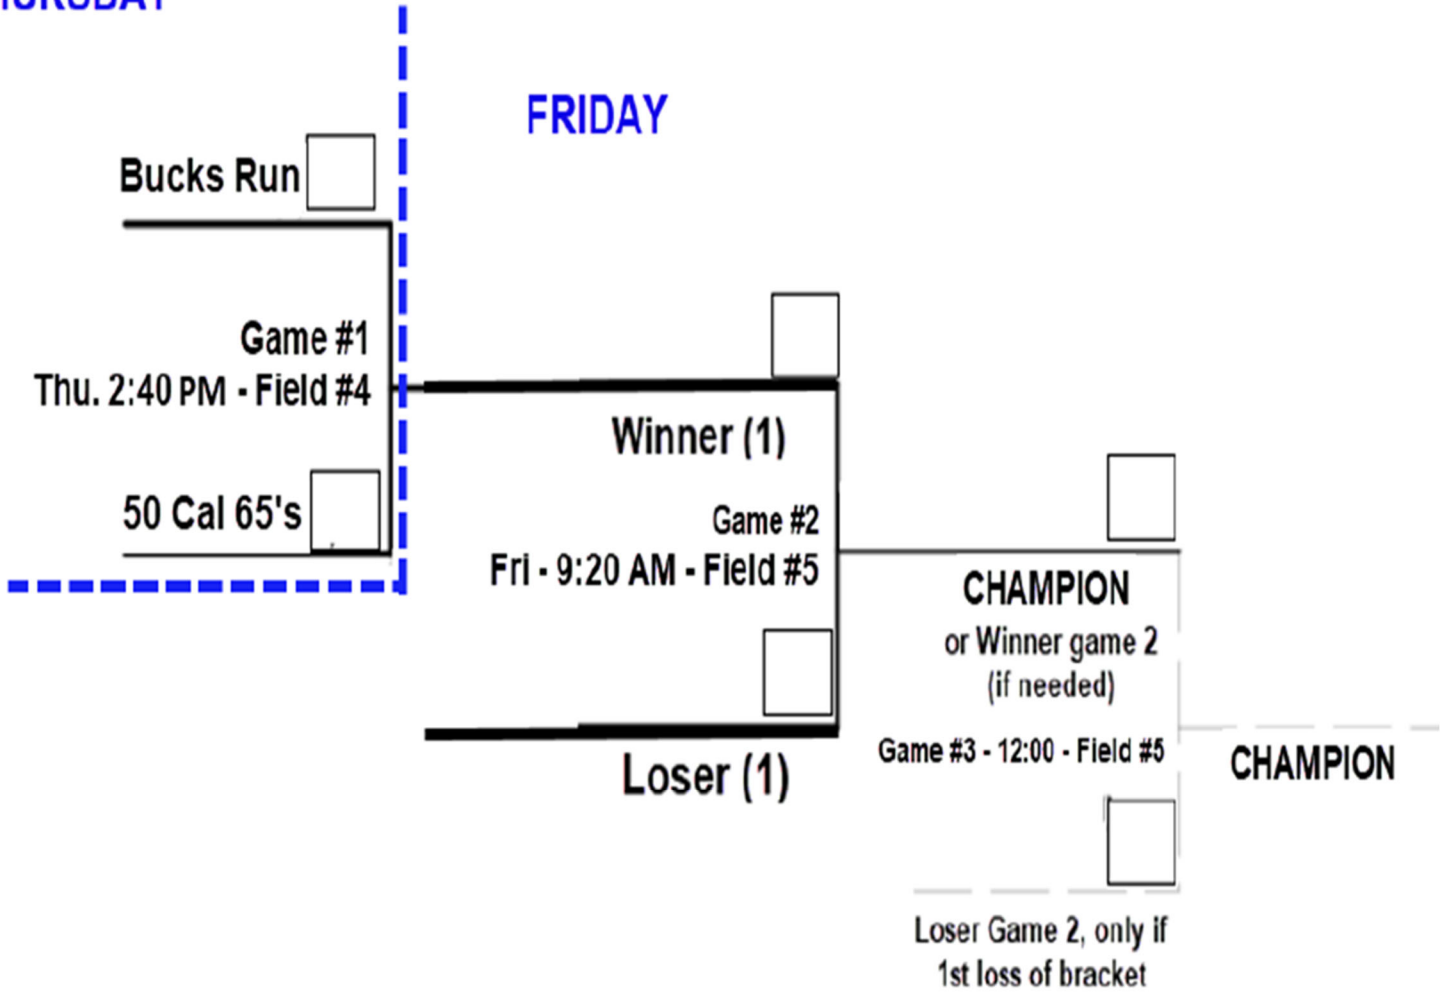 FRIDAY
Bucks Run
Game #1
Thu. 2:40 PM - Field #4
50 Cal 65's
Winner (1)
Game #2
Fri - 9:20 AM - Field #5
Loser (1)
CHAMPION
or Winner game 2
(if needed)
Game #3 - 12:00 - Field #5
CHAMPION
Loser Game 2, only if
1st loss of bracket